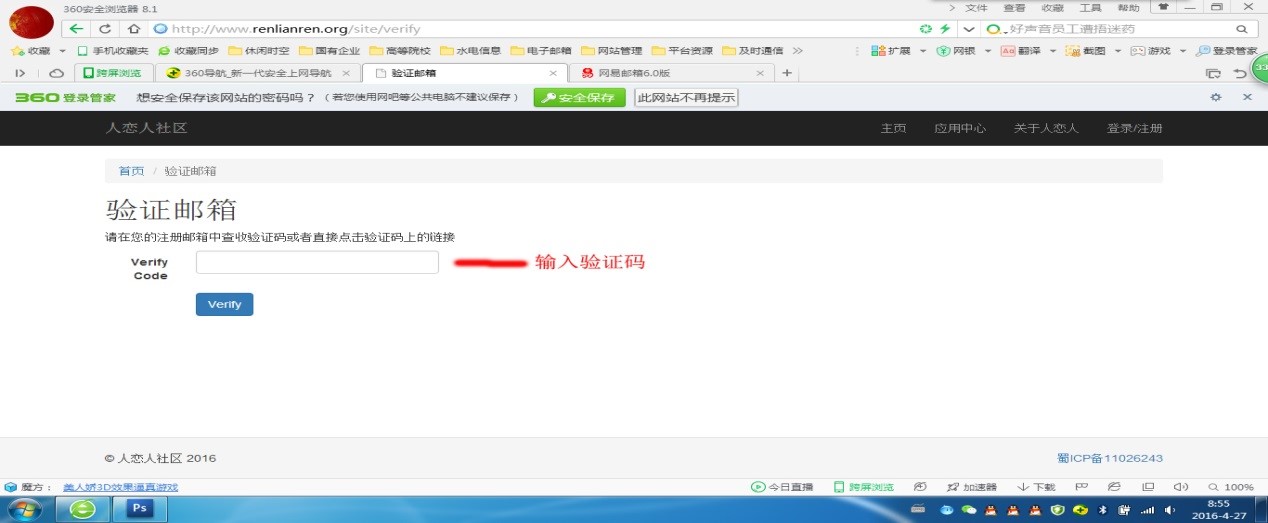 360安全浏览器 8.1
文件 查看 收藏 工具 帮助
http://www.renlianren.org/site/verify
好声音员工遭捂迷药
收藏 手机收藏夹 收藏同步 休闲时空 国有企业 高等院校 水电信息 电子邮箱 网站管理 平台资源 及时通信 扩展 网银 翻译 截图 游戏 登录管家
跨屏浏览 360导航_新一代安全上网导航 验证邮箱 网易邮箱6.0版
33
360登录管家 想安全保存该网站的密码吗？（若您使用网吧等公共电脑不建议保存） 安全保存 此网站不再提示
人恋人社区 主页 应用中心 关于人恋人 登录/注册
首页 / 验证邮箱
验证邮箱
请在您的注册邮箱中查收验证码或者直接点击验证码上的链接
Verify
Code
输入验证码
Verify
© 人恋人社区 2016 蜀ICP备11026243
魔方： 美人娇3D效果逼真游戏 今日直播 跨屏浏览 加速器 下载 100%
Ps
8:55
2016-4-27